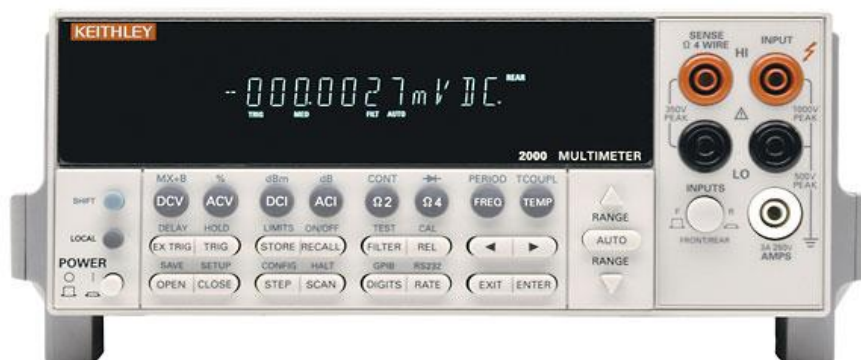 KEITHLEY
-000.0027mV DC.
REAR
TRIG MED FILT AUTO
2000 MULTIMETER
SENSE
Ω 4 WIRE
HI
INPUT
350V
PEAK
1000V
PEAK
LO
500V
PEAK
INPUTS
F R
FRONT/REAR
3A 250V
AMPS
MX+B % dBm dB CONT PERIOD TCOUPL
SHIFT
DCV ACV DCI ACI Ω2 Ω4 FREQ TEMP
DELAY HOLD LIMITS ON/OFF TEST CAL
LOCAL
EX TRIG TRIG STORE RECALL FILTER REL ◄ ►
POWER
O I
SAVE SETUP CONFIG HALT GPIB RS232
OPEN CLOSE STEP SCAN DIGITS RATE EXIT ENTER
RANGE
AUTO
RANGE